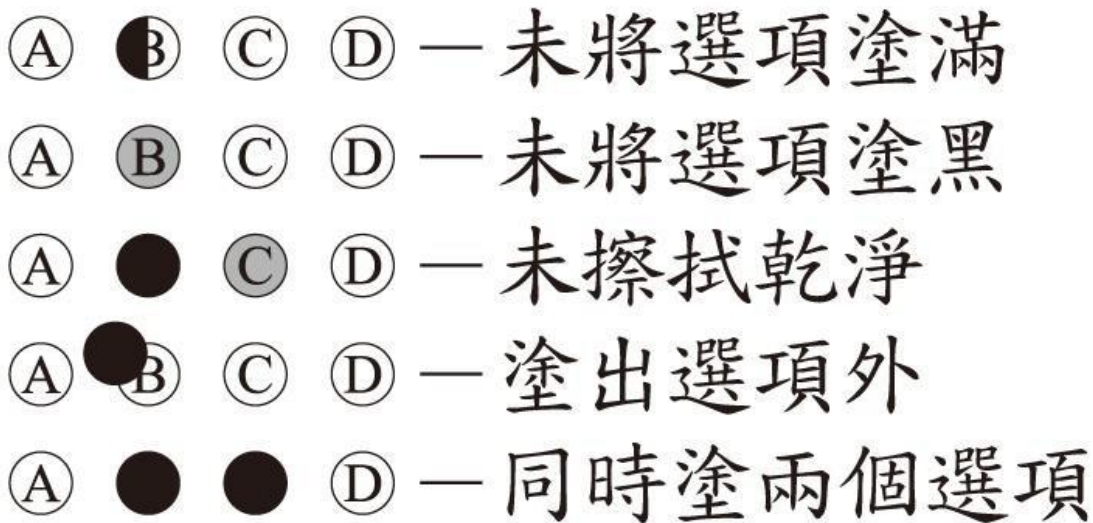 Ⓐ B Ⓒ Ⓓ — 未將選項塗滿
Ⓐ Ⓑ Ⓒ Ⓓ — 未將選項塗黑
Ⓐ ● Ⓒ Ⓓ — 未擦拭乾淨
Ⓐ B Ⓒ Ⓓ — 塗出選項外
Ⓐ ● ● Ⓓ — 同時塗兩個選項